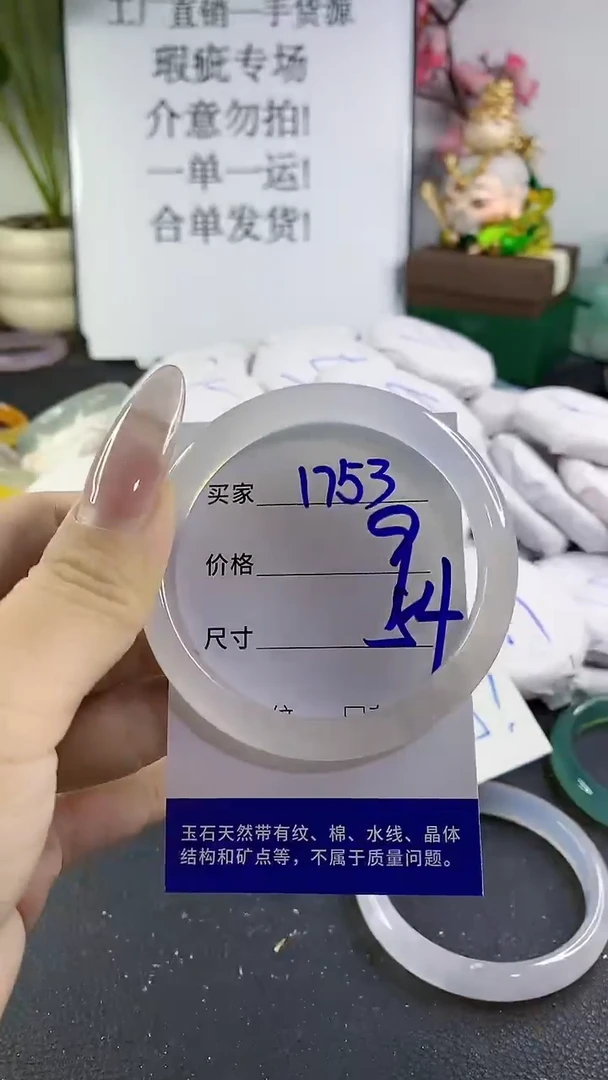 工厂直销一手货源
瑕疵专场
介意勿拍!
一单一运!
合单发货!
买家 1753
价格 9
尺寸 54
玉石天然带有纹、棉、水线、晶体
结构和矿点等，不属于质量问题。